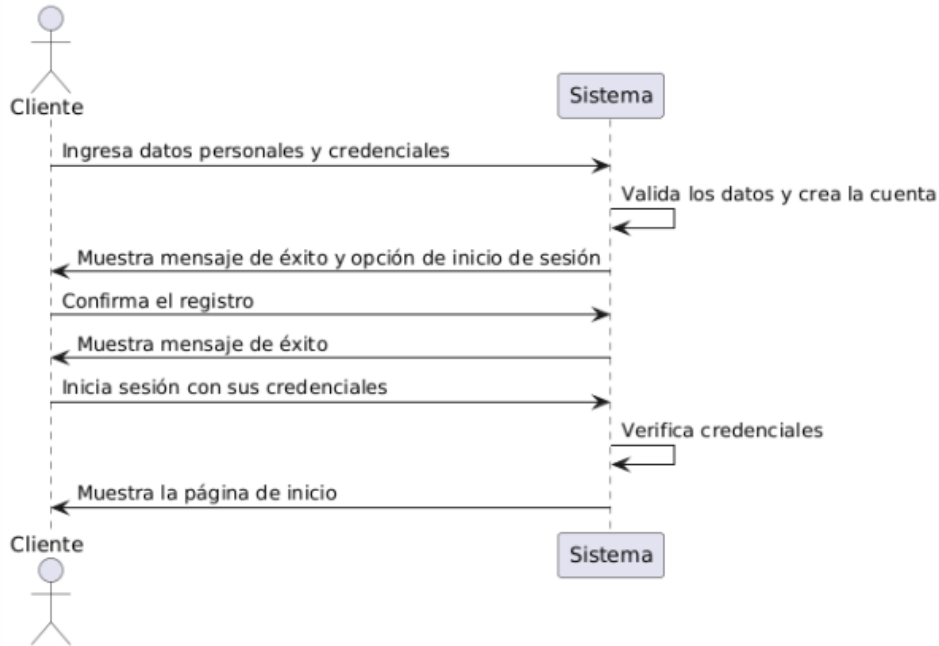 Cliente
Sistema
Ingresa datos personales y credenciales
Valida los datos y crea la cuenta
Muestra mensaje de éxito y opción de inicio de sesión
Confirma el registro
Muestra mensaje de éxito
Inicia sesión con sus credenciales
Verifica credenciales
Muestra la página de inicio
Cliente
Sistema